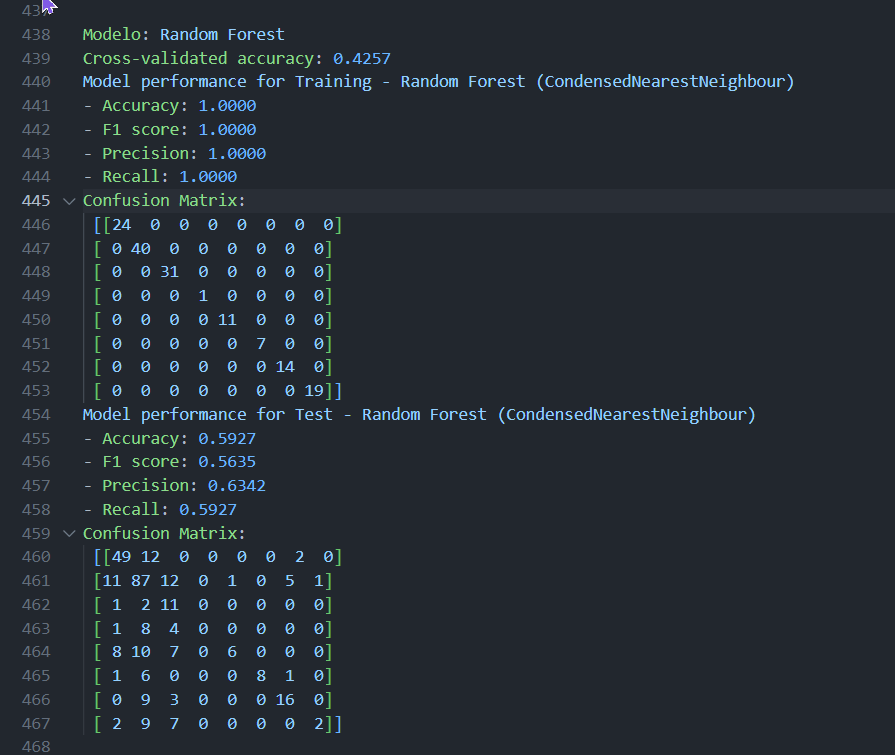 437
438 Modelo: Random Forest
439 Cross-validated accuracy: 0.4257
440 Model performance for Training - Random Forest (CondensedNearestNeighbour)
441 - Accuracy: 1.0000
442 - F1 score: 1.0000
443 - Precision: 1.0000
444 - Recall: 1.0000
445 Confusion Matrix:
446 [[24 0 0 0 0 0 0 0]
447 [ 0 40 0 0 0 0 0 0]
448 [ 0 0 31 0 0 0 0 0]
449 [ 0 0 0 1 0 0 0 0]
450 [ 0 0 0 0 11 0 0 0]
451 [ 0 0 0 0 0 7 0 0]
452 [ 0 0 0 0 0 0 14 0]
453 [ 0 0 0 0 0 0 0 19]]
454 Model performance for Test - Random Forest (CondensedNearestNeighbour)
455 - Accuracy: 0.5927
456 - F1 score: 0.5635
457 - Precision: 0.6342
458 - Recall: 0.5927
459 Confusion Matrix:
460 [[49 12 0 0 0 0 2 0]
461 [11 87 12 0 1 0 5 1]
462 [ 1 2 11 0 0 0 0 0]
463 [ 1 8 4 0 0 0 0 0]
464 [ 8 10 7 0 6 0 0 0]
465 [ 1 6 0 0 0 8 1 0]
466 [ 0 9 3 0 0 0 16 0]
467 [ 2 9 7 0 0 0 0 2]]
468